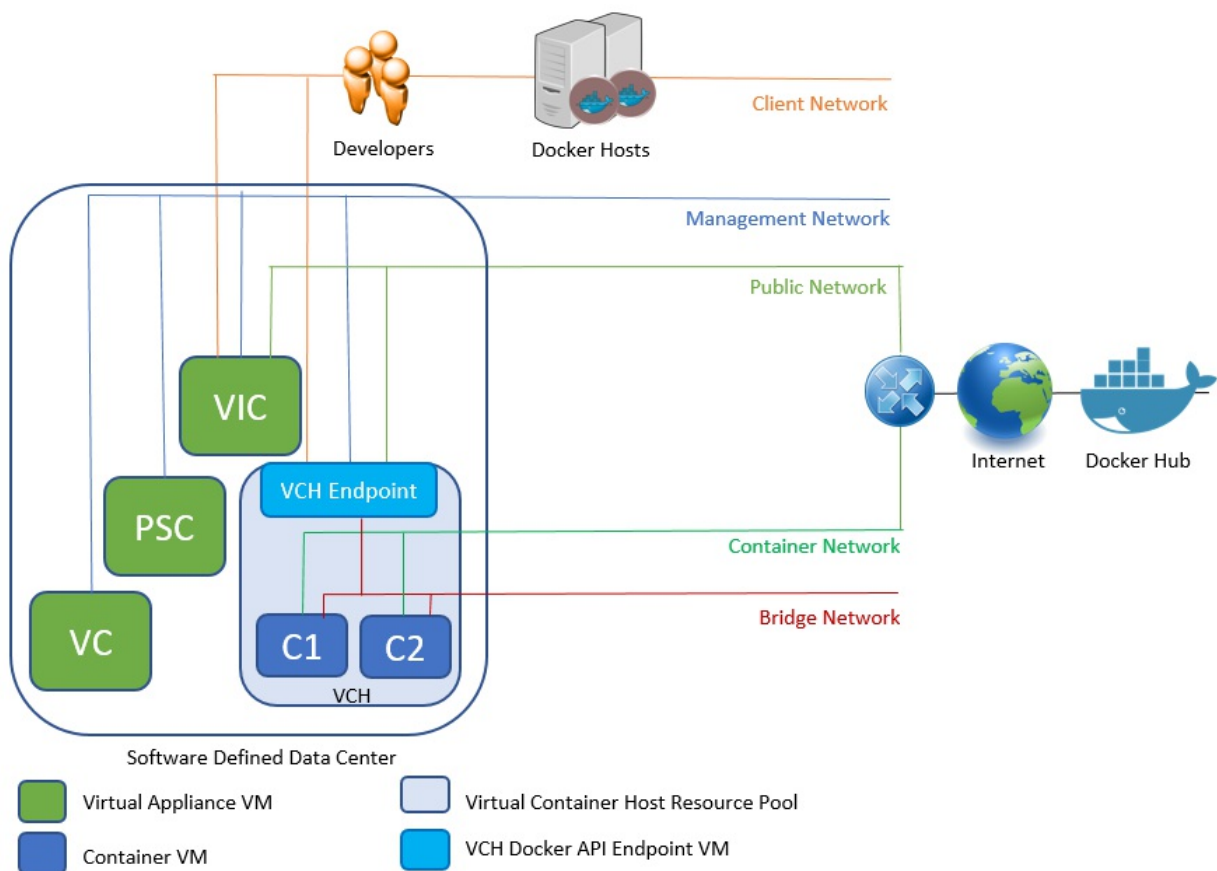 Client Network
Developers
Docker Hosts
Management Network
Public Network
VIC
Internet
Docker Hub
VCH Endpoint
PSC
Container Network
Bridge Network
VC
C1
C2
VCH
Software Defined Data Center
Virtual Appliance VM
Virtual Container Host Resource Pool
Container VM
VCH Docker API Endpoint VM